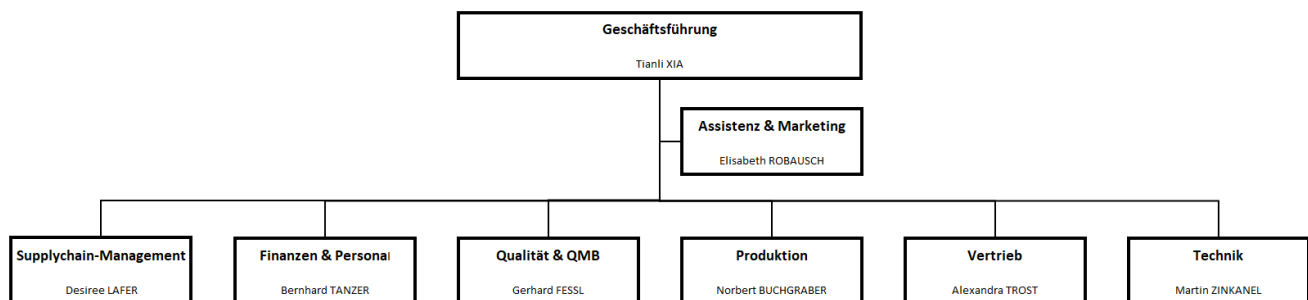 Geschäftsführung
Tianli XIA
Assistenz & Marketing
Elisabeth ROBAUSCH
Supplychain-Management
Desiree LAFER
Finanzen & Personal
Bernhard TANZER
Qualität & QMB
Gerhard FESSL
Produktion
Norbert BUCHGRABER
Vertrieb
Alexandra TROST
Technik
Martin ZINKANEL